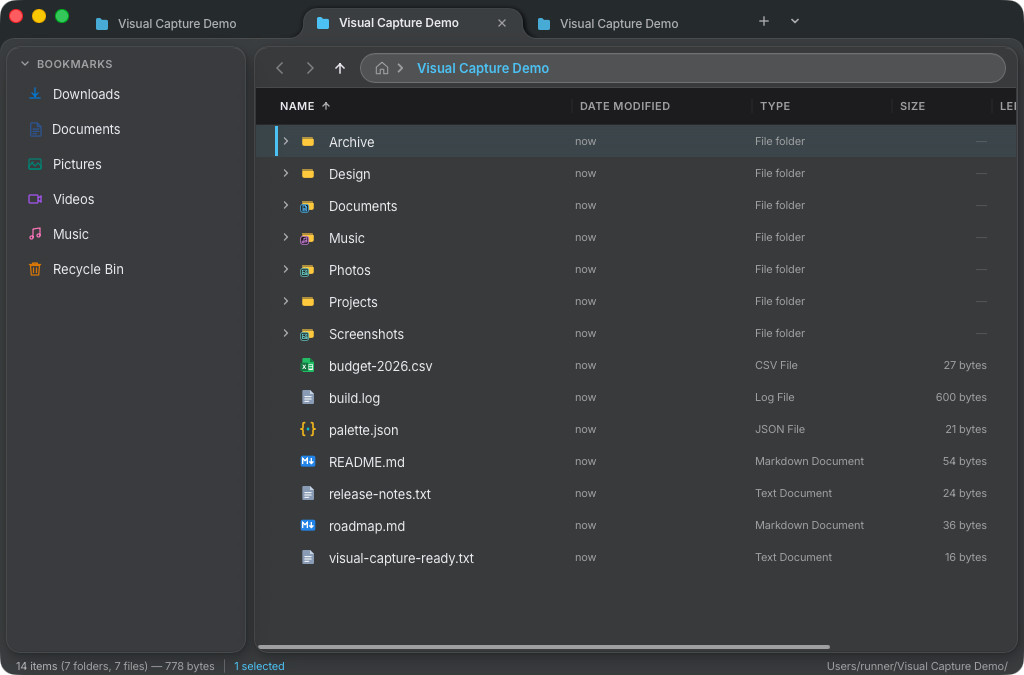 Visual Capture Demo
Visual Capture Demo
Visual Capture Demo
BOOKMARKS
Downloads
Documents
Pictures
Videos
Music
Recycle Bin
Visual Capture Demo
NAME DATE MODIFIED TYPE SIZE LEI
Archive now File folder —
Design now File folder —
Documents now File folder —
Music now File folder —
Photos now File folder —
Projects now File folder —
Screenshots now File folder —
budget-2026.csv now CSV File 27 bytes
build.log now Log File 600 bytes
palette.json now JSON File 21 bytes
README.md now Markdown Document 54 bytes
release-notes.txt now Text Document 24 bytes
roadmap.md now Markdown Document 36 bytes
visual-capture-ready.txt now Text Document 16 bytes
14 items (7 folders, 7 files) — 778 bytes 1 selected Users/runner/Visual Capture Demo/